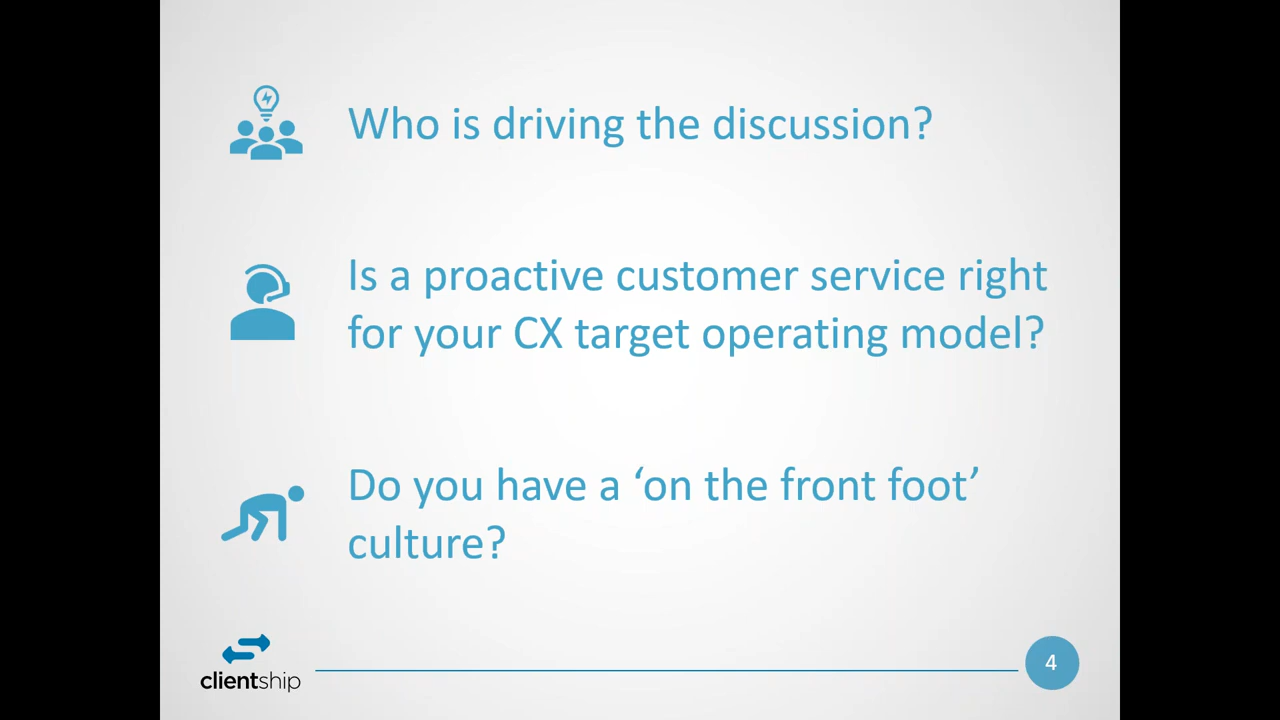 Who is driving the discussion?
Is a proactive customer service right
for your CX target operating model?
Do you have a ‘on the front foot’
culture?
clientship
4